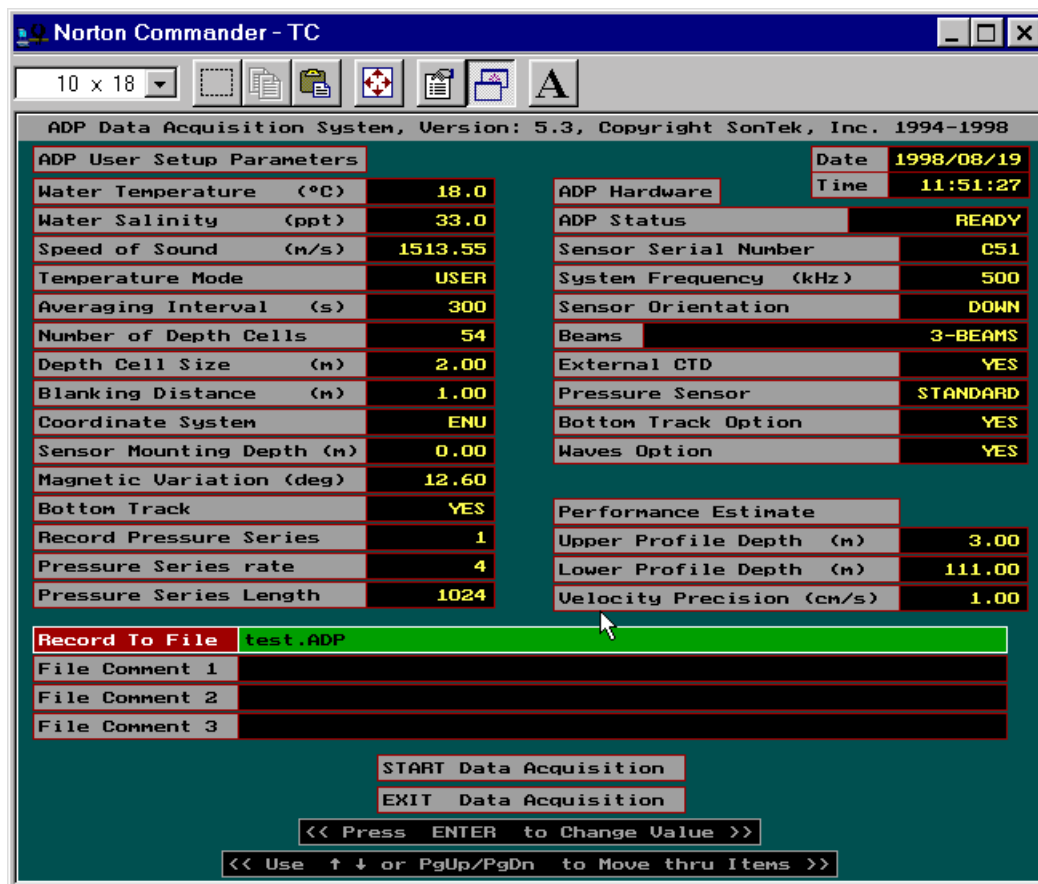 Norton Commander - TC
10 x 18
A
ADP Data Acquisition System, Version: 5.3, Copyright SonTek, Inc. 1994-1998
ADP User Setup Parameters
Date 1998/08/19
Time 11:51:27
Water Temperature (ºC) 18.0
Water Salinity (ppt) 33.0
Speed of Sound (m/s) 1513.55
Temperature Mode USER
Averaging Interval (s) 300
Number of Depth Cells 54
Depth Cell Size (m) 2.00
Blanking Distance (m) 1.00
Coordinate System ENU
Sensor Mounting Depth (m) 0.00
Magnetic Variation (deg) 12.60
Bottom Track YES
Record Pressure Series 1
Pressure Series rate 4
Pressure Series Length 1024
ADP Hardware
ADP Status READY
Sensor Serial Number C51
System Frequency (kHz) 500
Sensor Orientation DOWN
Beams 3-BEAMS
External CTD YES
Pressure Sensor STANDARD
Bottom Track Option YES
Waves Option YES
Performance Estimate
Upper Profile Depth (m) 3.00
Lower Profile Depth (m) 111.00
Velocity Precision (cm/s) 1.00
Record To File test.ADP
File Comment 1
File Comment 2
File Comment 3
START Data Acquisition
EXIT Data Acquisition
<< Press ENTER to Change Value >>
<< Use ↑ ↓ or PgUp/PgDn to Move thru Items >>